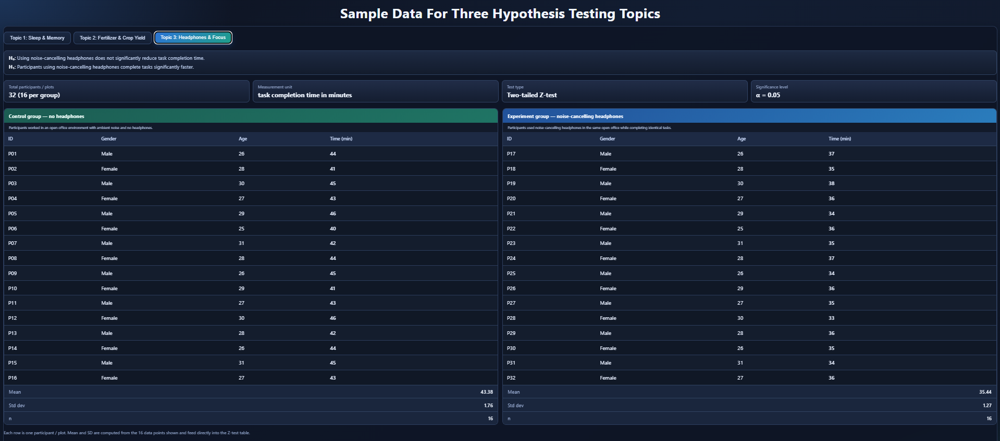 Sample Data For Three Hypothesis Testing Topics
Topic 1: Sleep & Memory Topic 2: Fertilizer & Crop Yield Topic 3: Headphones & Focus
H₀: Using noise-cancelling headphones does not significantly reduce task completion time.
H₁: Participants using noise-cancelling headphones complete tasks significantly faster.
Total participants / plots
32 (16 per group)
Measurement unit
task completion time in minutes
Test type
Two-tailed Z-test
Significance level
α = 0.05
Control group — no headphones
Participants worked in an open office environment with ambient noise and no headphones.
ID Gender Age Time (min)
P01 Male 26 44
P02 Female 28 41
P03 Male 30 45
P04 Female 27 43
P05 Male 29 46
P06 Female 25 40
P07 Male 31 42
P08 Female 28 44
P09 Male 26 45
P10 Female 29 41
P11 Male 27 43
P12 Female 30 46
P13 Male 28 42
P14 Female 26 44
P15 Male 31 45
P16 Female 27 43
Mean 43.38
Std dev 1.76
n 16
Experiment group — noise-cancelling headphones
Participants used noise-cancelling headphones in the same open office while completing identical tasks.
ID Gender Age Time (min)
P17 Male 26 37
P18 Female 28 35
P19 Male 30 38
P20 Female 27 36
P21 Male 29 34
P22 Female 25 36
P23 Male 31 35
P24 Female 28 37
P25 Male 26 34
P26 Female 29 36
P27 Male 27 35
P28 Female 30 33
P29 Male 28 36
P30 Female 26 35
P31 Male 31 34
P32 Female 27 36
Mean 35.44
Std dev 1.27
n 16
Each row is one participant / plot. Mean and SD are computed from the 16 data points shown and feed directly into the Z-test table.